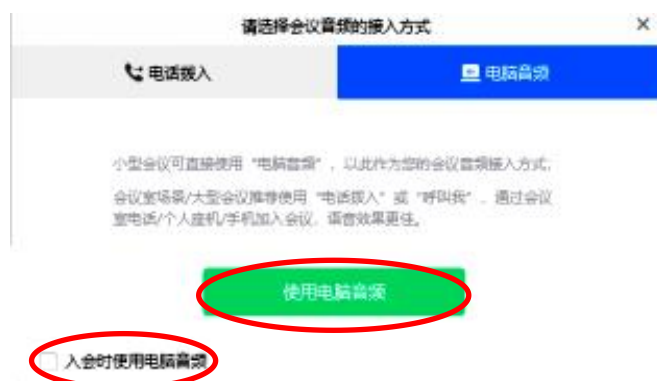 请选择会议音频的接入方式
电话拨入
电脑音频
小型会议可直接使用“电脑音频”，以此作为您的会议音频接入方式。
会议室场景/大型会议推荐使用“电话拨入”或“呼叫我”，通过会议
室电话/个人座机/手机加入会议，语音效果更佳。
使用电脑音频
入会时使用电脑音频